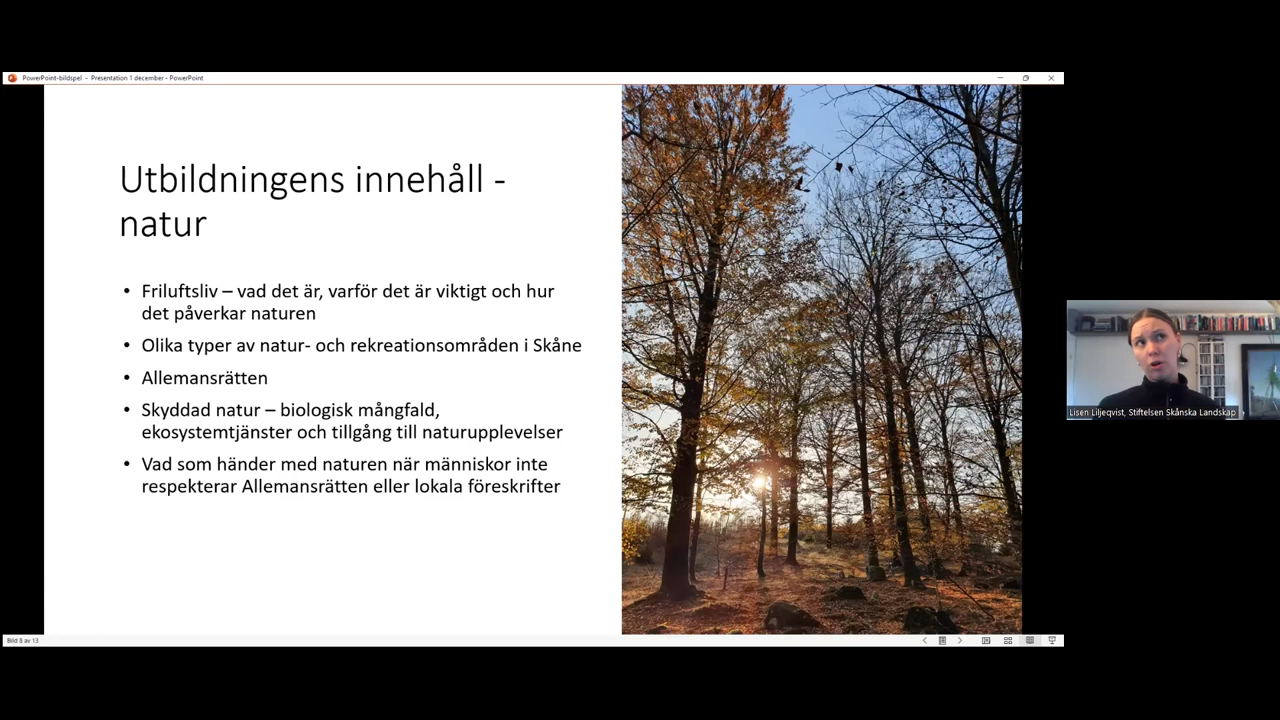 PowerPoint-bildspel - Presentation 1 december - PowerPoint
Utbildningens innehåll -
natur
• Friluftsliv – vad det är, varför det är viktigt och hur
det påverkar naturen
• Olika typer av natur- och rekreationsområden i Skåne
• Allemansrätten
• Skyddad natur – biologisk mångfald,
ekosystemtjänster och tillgång till naturupplevelser
• Vad som händer med naturen när människor inte
respekterar Allemansrätten eller lokala föreskrifter
Lisen Liljeqvist, Stiftelsen Skånska Landskap
Bild 8 av 13